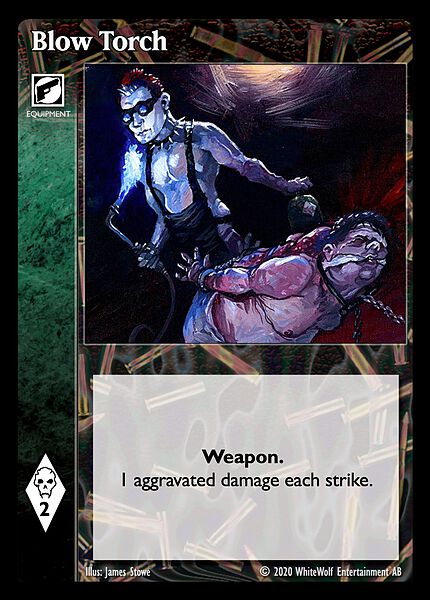 Blow Torch
EQUIPMENT
Weapon.
1 aggravated damage each strike.
2
Illus: James Stowe
© 2020 WhiteWolf Entertainment AB